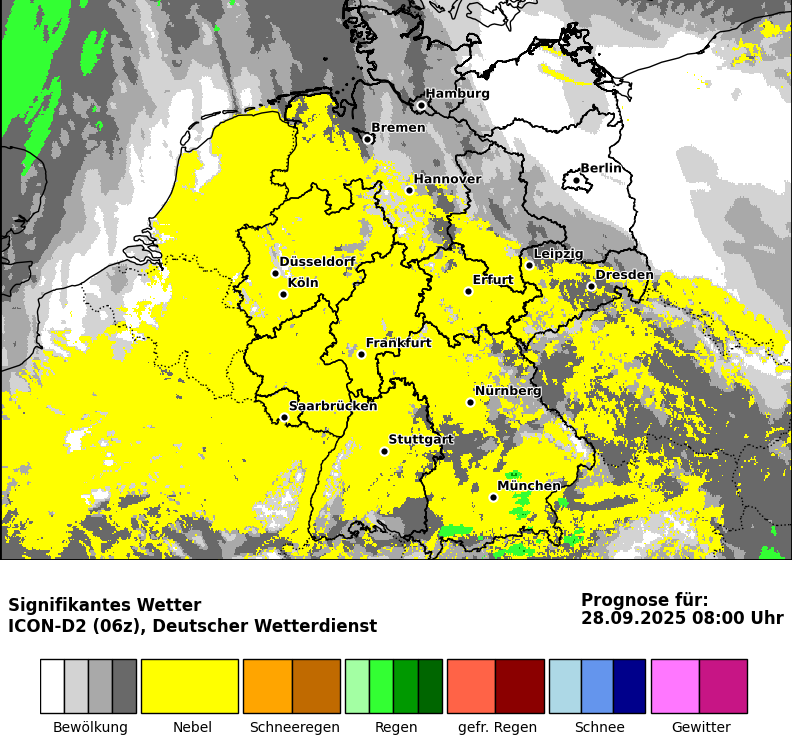 Hamburg
Bremen
Berlin
Hannover
Leipzig
Düsseldorf
Dresden
Köln
Erfurt
Frankfurt
Nürnberg
Saarbrücken
Stuttgart
München
Signifikantes Wetter
ICON-D2 (06z), Deutscher Wetterdienst
Prognose für:
28.09.2025 08:00 Uhr
Bewölkung Nebel Schneeregen Regen gefr. Regen Schnee Gewitter